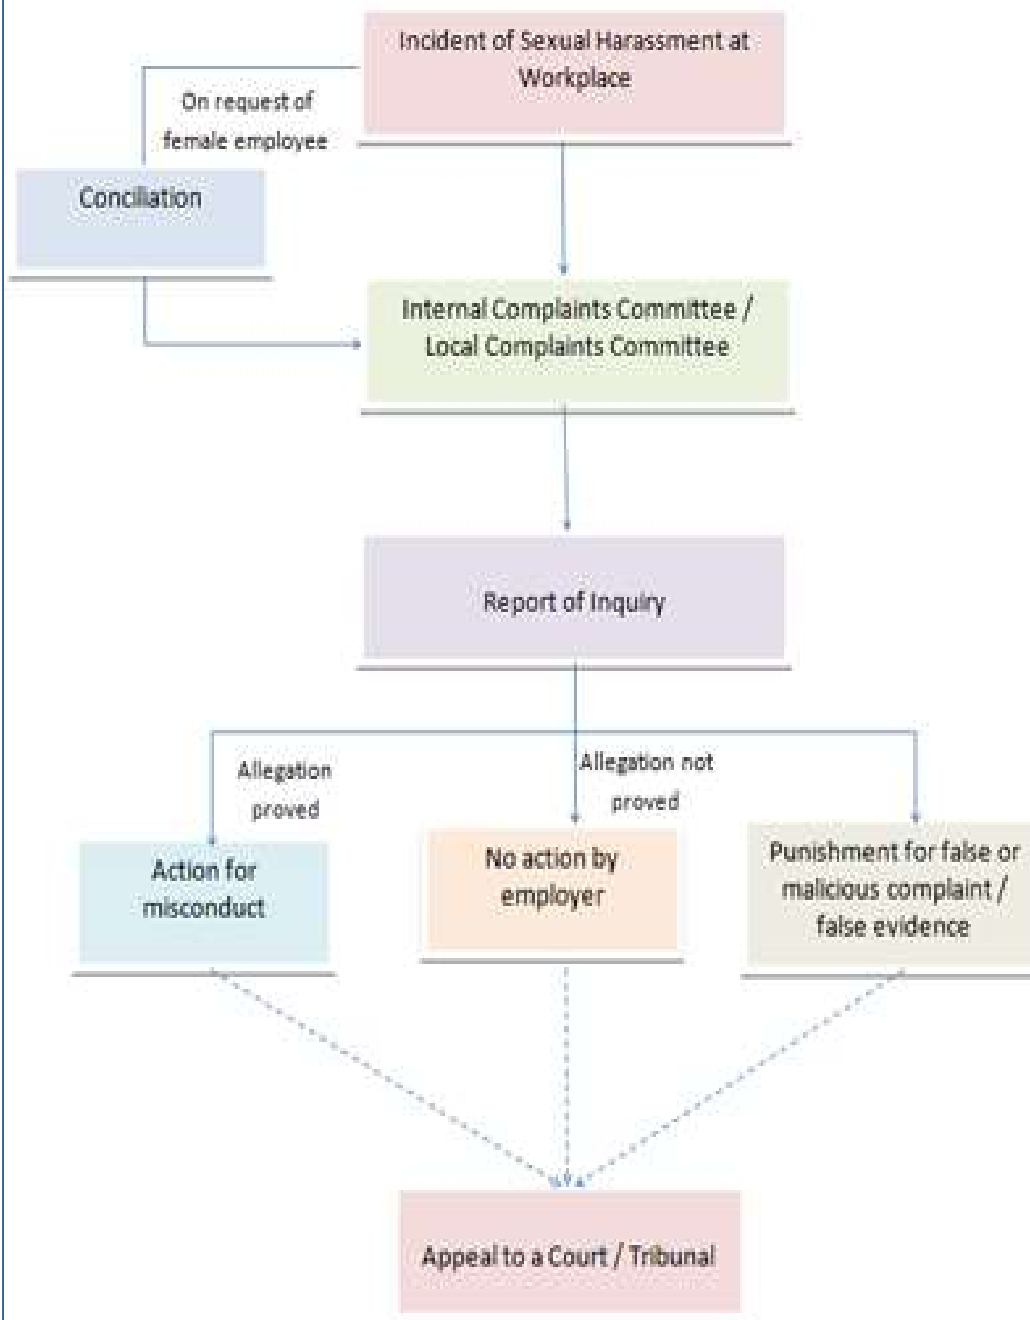 Incident of Sexual Harassment at
Workplace
On request of
female employee
Conciliation
Internal Complaints Committee /
Local Complaints Committee
Report of Inquiry
Allegation
proved
Allegation not
proved
Action for
misconduct
No action by
employer
Punishment for false or
malicious complaint /
false evidence
Appeal to a Court / Tribunal